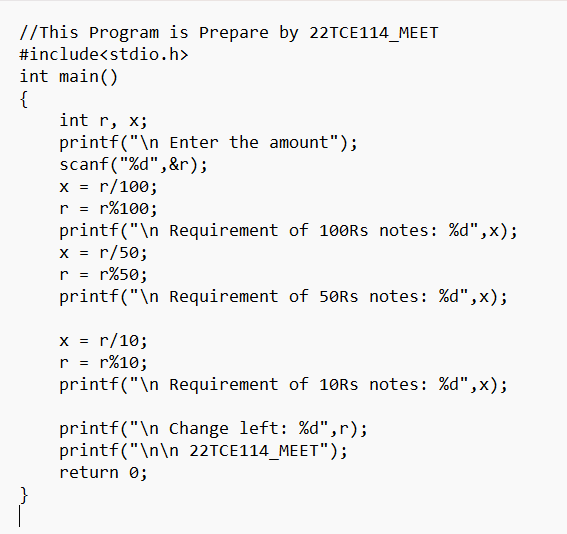 //This Program is Prepare by 22TCE114_MEET
#include<stdio.h>
int main()
{
    int r, x;
    printf("\n Enter the amount");
    scanf("%d",&r);
    x = r/100;
    r = r%100;
    printf("\n Requirement of 100Rs notes: %d",x);
    x = r/50;
    r = r%50;
    printf("\n Requirement of 50Rs notes: %d",x);

    x = r/10;
    r = r%10;
    printf("\n Requirement of 10Rs notes: %d",x);

    printf("\n Change left: %d",r);
    printf("\n\n 22TCE114_MEET");
    return 0;
}